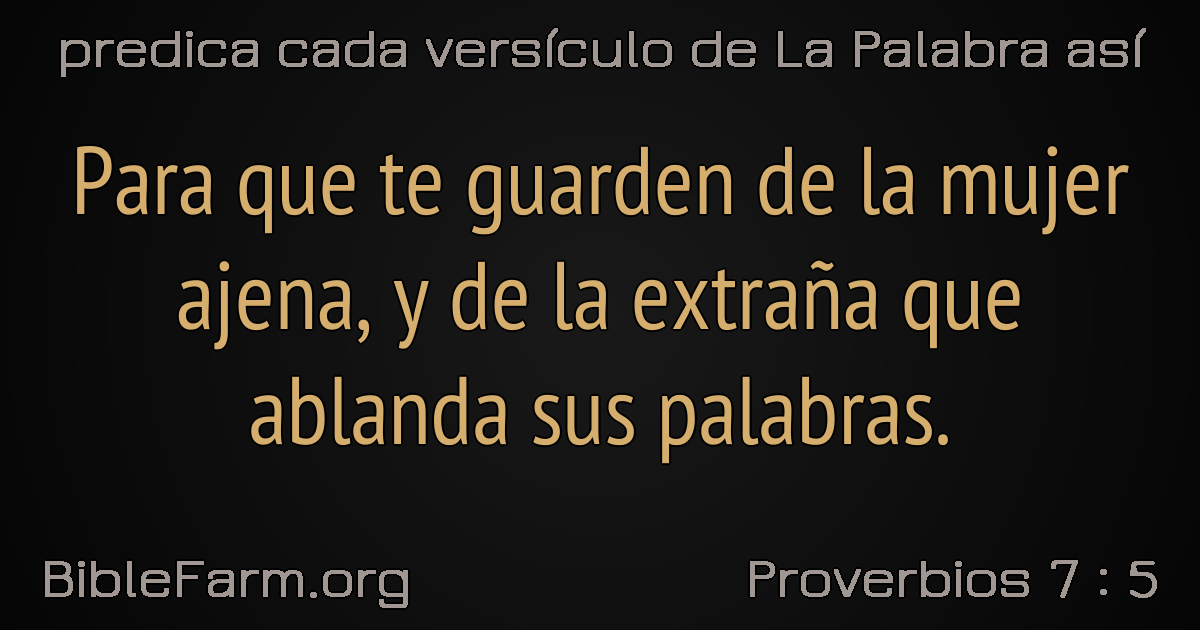 predica cada versículo de La Palabra así
Para que te guarden de la mujer
ajena, y de la extraña que
ablanda sus palabras.
BibleFarm.org
Proverbios 7 : 5